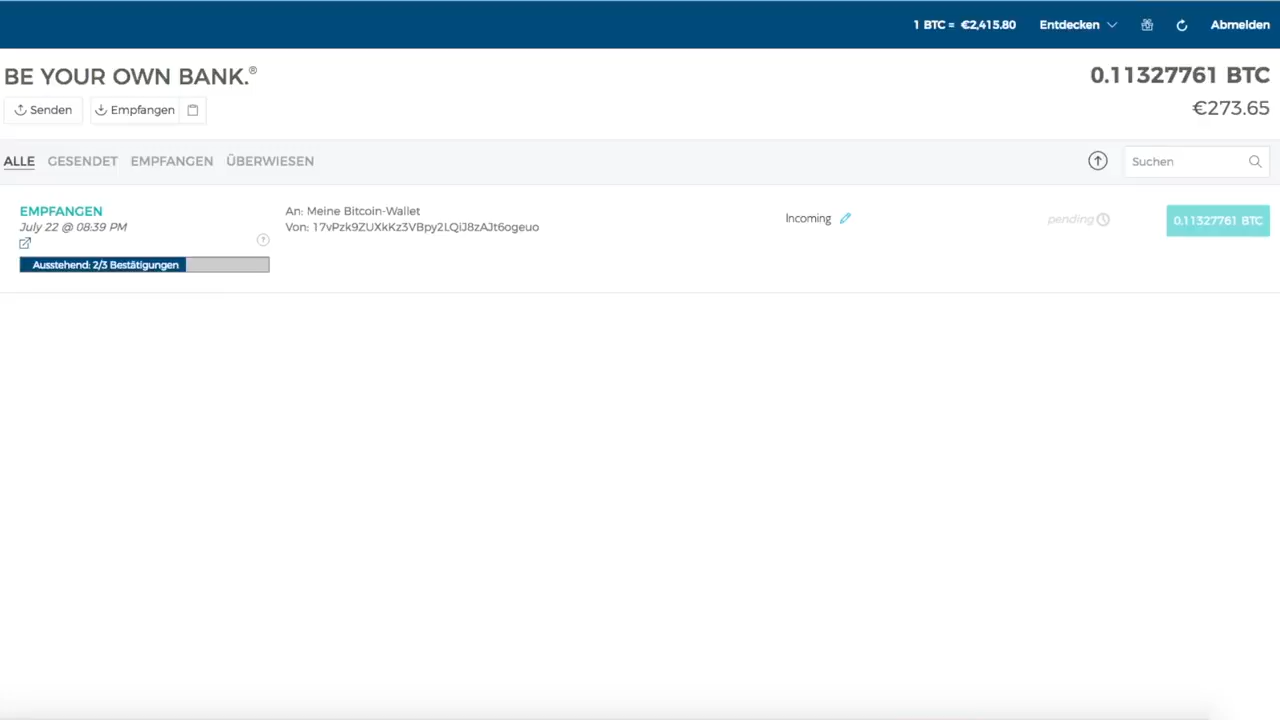 1 BTC = €2,415.80 Entdecken Abmelden
BE YOUR OWN BANK.® 0.11327761 BTC
€273.65
Senden Empfangen
ALLE GESENDET EMPFANGEN ÜBERWIESEN Suchen
EMPFANGEN An: Meine Bitcoin-Wallet Incoming pending 0.11327761 BTC
July 22 @ 08:39 PM Von: 17vPzk9ZUXkKz3VBpy2LQiJ8zAJt6ogeuo
Ausstehend: 2/3 Bestätigungen